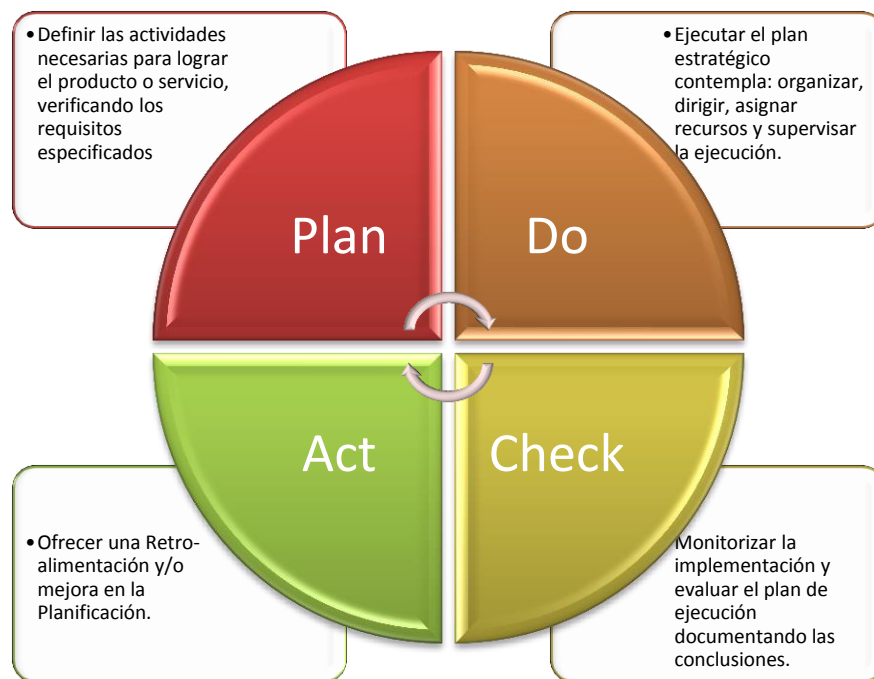 •Definir las actividades
necesarias para lograr
el producto o servicio,
verificando los
requisitos
especificados
•Ejecutar el plan
estratégico
contempla: organizar,
dirigir, asignar
recursos y supervisar
la ejecución.
Plan
Do
Act
Check
•Ofrecer una Retro-
alimentación y/o
mejora en la
Planificación.
Monitorizar la
implementación y
evaluar el plan de
ejecución
documentando las
conclusiones.